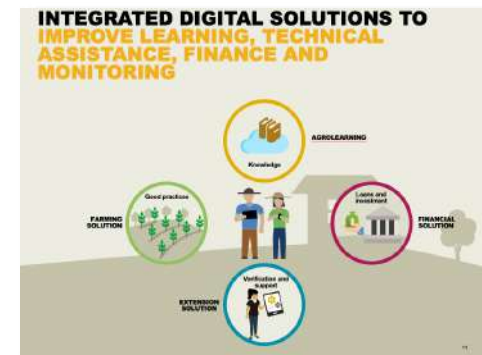 INTEGRATED DIGITAL SOLUTIONS TO
IMPROVE LEARNING, TECHNICAL
ASSISTANCE, FINANCE AND
MONITORING
AGROLEARNING
Knowledge
Good practices
FARMING
SOLUTION
Loans and
investment
FINANCIAL
SOLUTION
Verification and
support
EXTENSION
SOLUTION